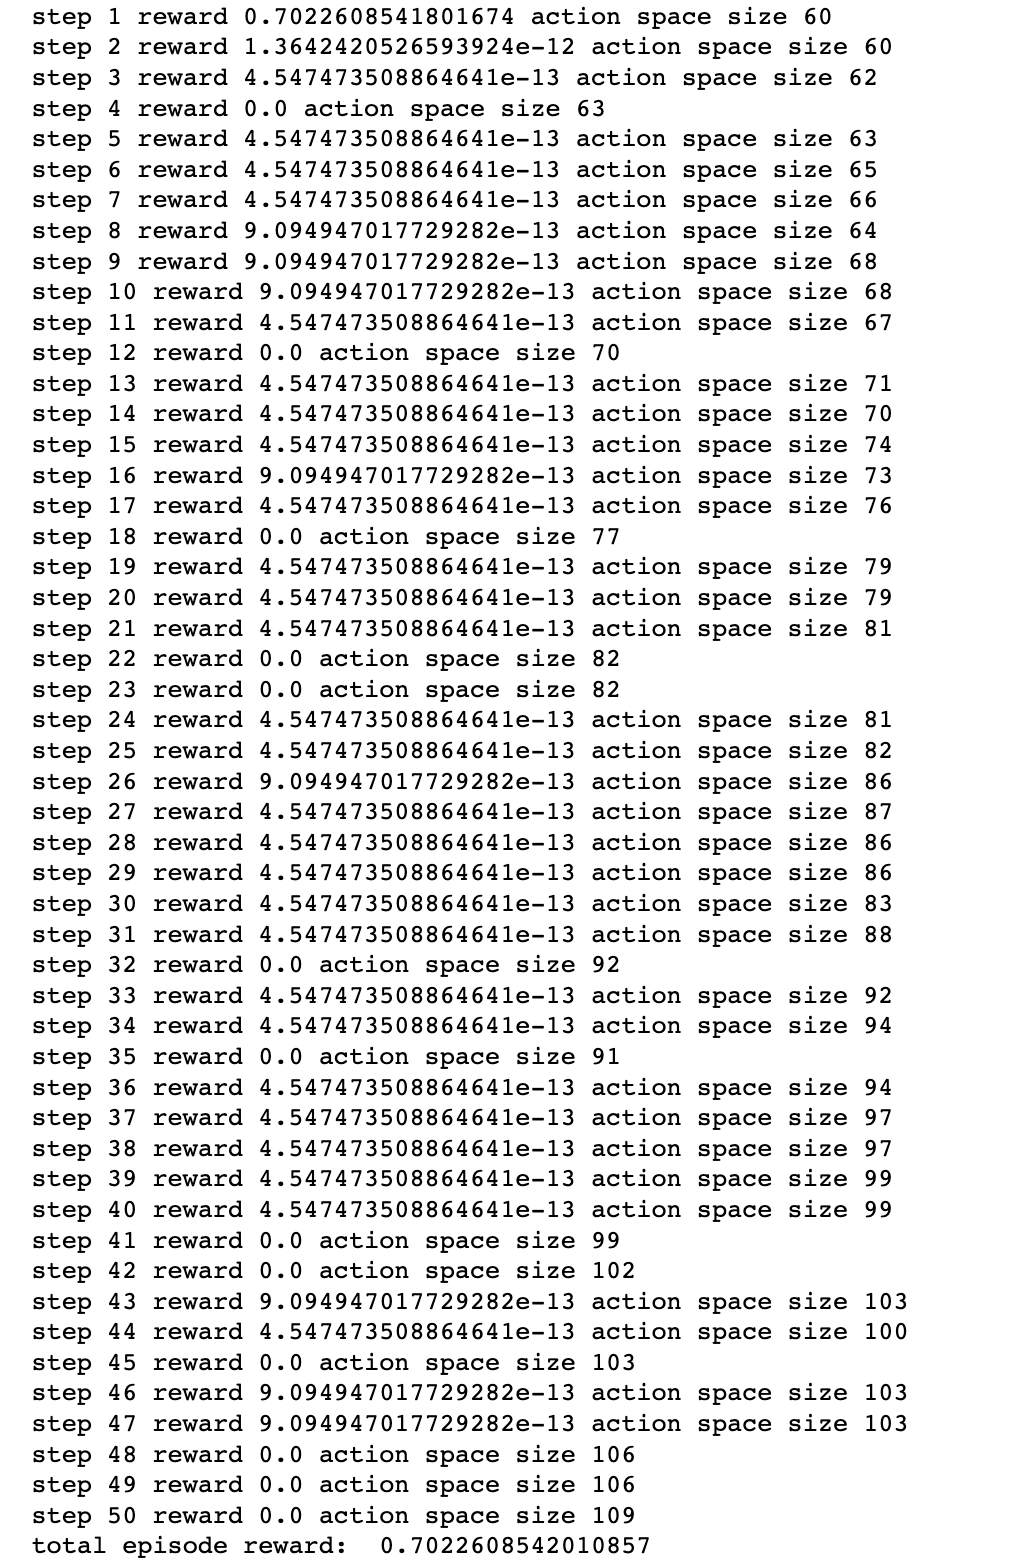 step 1 reward 0.7022608541801674 action space size 60
step 2 reward 1.3642420526593924e-12 action space size 60
step 3 reward 4.547473508864641e-13 action space size 62
step 4 reward 0.0 action space size 63
step 5 reward 4.547473508864641e-13 action space size 63
step 6 reward 4.547473508864641e-13 action space size 65
step 7 reward 4.547473508864641e-13 action space size 66
step 8 reward 9.094947017729282e-13 action space size 64
step 9 reward 9.094947017729282e-13 action space size 68
step 10 reward 9.094947017729282e-13 action space size 68
step 11 reward 4.547473508864641e-13 action space size 67
step 12 reward 0.0 action space size 70
step 13 reward 4.547473508864641e-13 action space size 71
step 14 reward 4.547473508864641e-13 action space size 70
step 15 reward 4.547473508864641e-13 action space size 74
step 16 reward 9.094947017729282e-13 action space size 73
step 17 reward 4.547473508864641e-13 action space size 76
step 18 reward 0.0 action space size 77
step 19 reward 4.547473508864641e-13 action space size 79
step 20 reward 4.547473508864641e-13 action space size 79
step 21 reward 4.547473508864641e-13 action space size 81
step 22 reward 0.0 action space size 82
step 23 reward 0.0 action space size 82
step 24 reward 4.547473508864641e-13 action space size 81
step 25 reward 4.547473508864641e-13 action space size 82
step 26 reward 9.094947017729282e-13 action space size 86
step 27 reward 4.547473508864641e-13 action space size 87
step 28 reward 4.547473508864641e-13 action space size 86
step 29 reward 4.547473508864641e-13 action space size 86
step 30 reward 4.547473508864641e-13 action space size 83
step 31 reward 4.547473508864641e-13 action space size 88
step 32 reward 0.0 action space size 92
step 33 reward 4.547473508864641e-13 action space size 92
step 34 reward 4.547473508864641e-13 action space size 94
step 35 reward 0.0 action space size 91
step 36 reward 4.547473508864641e-13 action space size 94
step 37 reward 4.547473508864641e-13 action space size 97
step 38 reward 4.547473508864641e-13 action space size 97
step 39 reward 4.547473508864641e-13 action space size 99
step 40 reward 4.547473508864641e-13 action space size 99
step 41 reward 0.0 action space size 99
step 42 reward 0.0 action space size 102
step 43 reward 9.094947017729282e-13 action space size 103
step 44 reward 4.547473508864641e-13 action space size 100
step 45 reward 0.0 action space size 103
step 46 reward 9.094947017729282e-13 action space size 103
step 47 reward 9.094947017729282e-13 action space size 103
step 48 reward 0.0 action space size 106
step 49 reward 0.0 action space size 106
step 50 reward 0.0 action space size 109
total episode reward:  0.7022608542010857